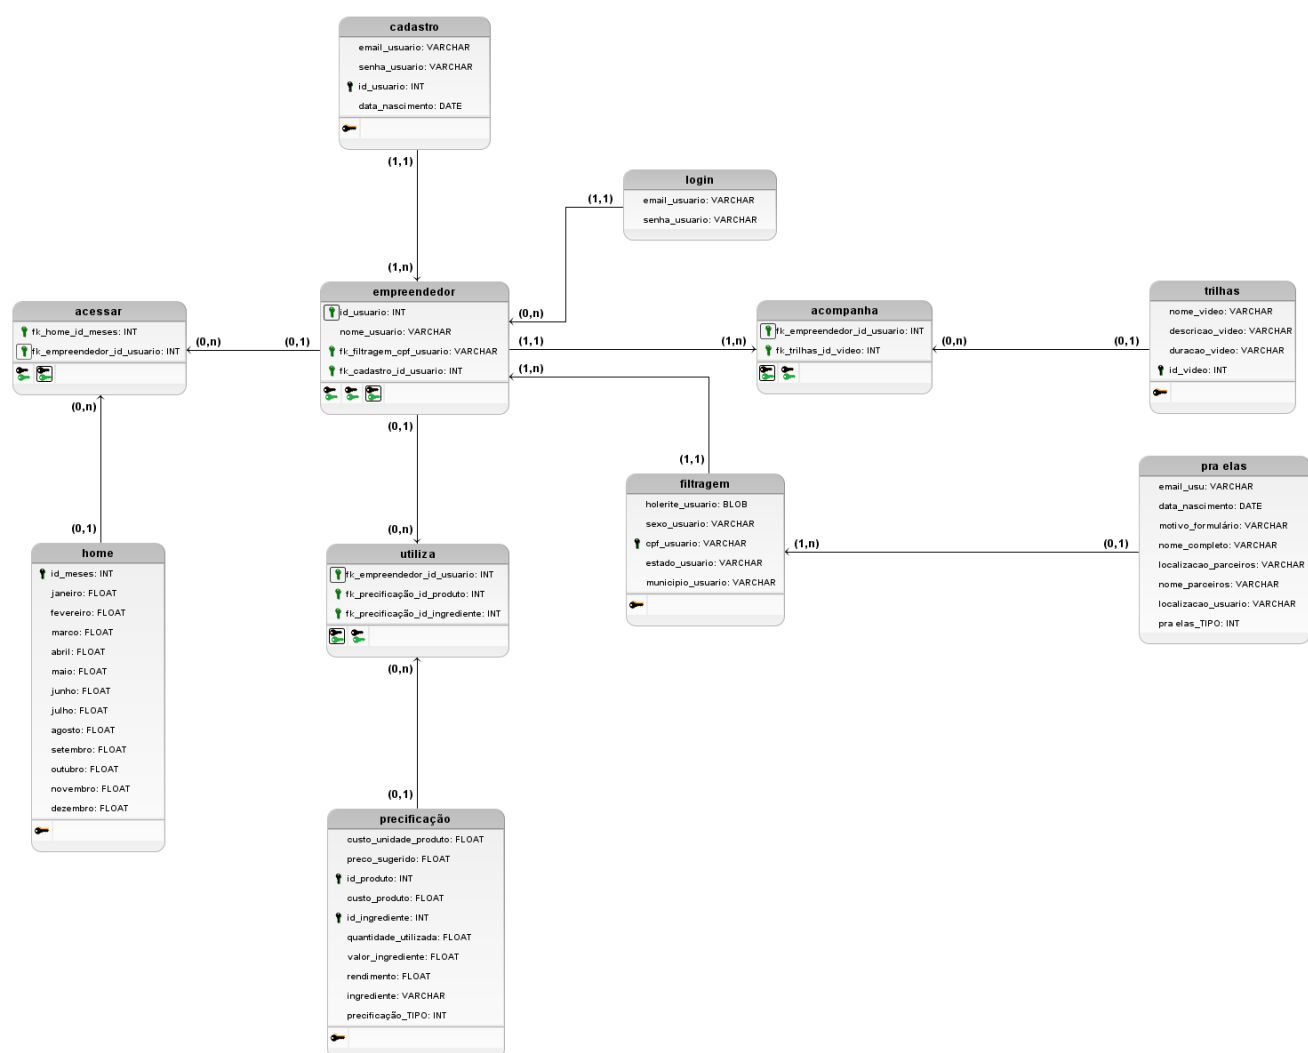 cadastro
email_usuario: VARCHAR
senha_usuario: VARCHAR
id_usuario: INT
data_nascimento: DATE
(1,1)
login
email_usuario: VARCHAR
senha_usuario: VARCHAR
(1,1)
(1,n)
empreendedor
id_usuario: INT
nome_usuario: VARCHAR
fk_filtragem_cpf_usuario: VARCHAR
fk_cadastro_id_usuario: INT
(0,n)
(1,1)
(1,n)
(0,1)
(0,1)
acessar
fk_home_id_meses: INT
fk_empreendedor_id_usuario: INT
(0,n)
(0,n)
acompanha
fk_empreendedor_id_usuario: INT
fk_trilhas_id_video: INT
(1,n)
(0,n)
trilhas
nome_video: VARCHAR
descricao_video: VARCHAR
duracao_video: VARCHAR
id_video: INT
(0,1)
(1,1)
filtragem
holerite_usuario: BLOB
sexo_usuario: VARCHAR
cpf_usuario: VARCHAR
estado_usuario: VARCHAR
municipio_usuario: VARCHAR
(1,n)
(0,1)
pra elas
email_usu: VARCHAR
data_nascimento: DATE
motivo_formulário: VARCHAR
nome_completo: VARCHAR
localizacao_parceiros: VARCHAR
nome_parceiros: VARCHAR
localizacao_usuario: VARCHAR
pra elas_TIPO: INT
(0,1)
home
id_meses: INT
janeiro: FLOAT
fevereiro: FLOAT
marco: FLOAT
abril: FLOAT
maio: FLOAT
junho: FLOAT
julho: FLOAT
agosto: FLOAT
setembro: FLOAT
outubro: FLOAT
novembro: FLOAT
dezembro: FLOAT
(0,n)
utiliza
fk_empreendedor_id_usuario: INT
fk_precificação_id_produto: INT
fk_precificação_id_ingrediente: INT
(0,n)
(0,1)
precificação
custo_unidade_produto: FLOAT
preco_sugerido: FLOAT
id_produto: INT
custo_produto: FLOAT
id_ingrediente: INT
quantidade_utilizada: FLOAT
valor_ingrediente: FLOAT
rendimento: FLOAT
ingrediente: VARCHAR
precificação_TIPO: INT